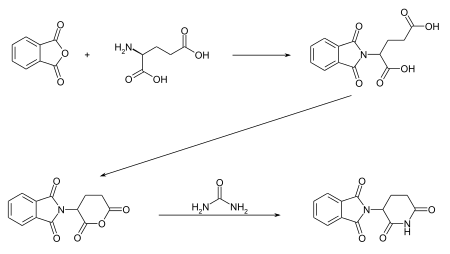 O
O O OH
O
H2N
O + OH N
OH
O O OH O O
O O O
N O H2N NH2 N O
O N
O O O O H